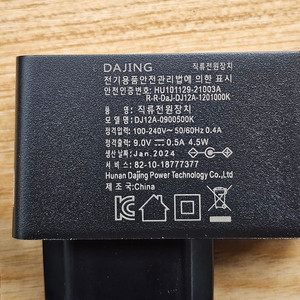 DAJING 직류전원장치
전기용품안전관리법에 의한 표시
안전인증번호: HU101129-21003A
R-R-DaJ-DJ12A-1201000K
품 명: 직류전원장치
모델명: DJ12A-0900500K
정격입력: 100-240V~ 50/60Hz 0.4A
정격출력: 9.0V⎓0.5A 4.5W
생산날짜: Jan, 2024
서비스: 82-10-18777377
Hunan Dajing Power Technology Co.,Ltd
제 조 국: China